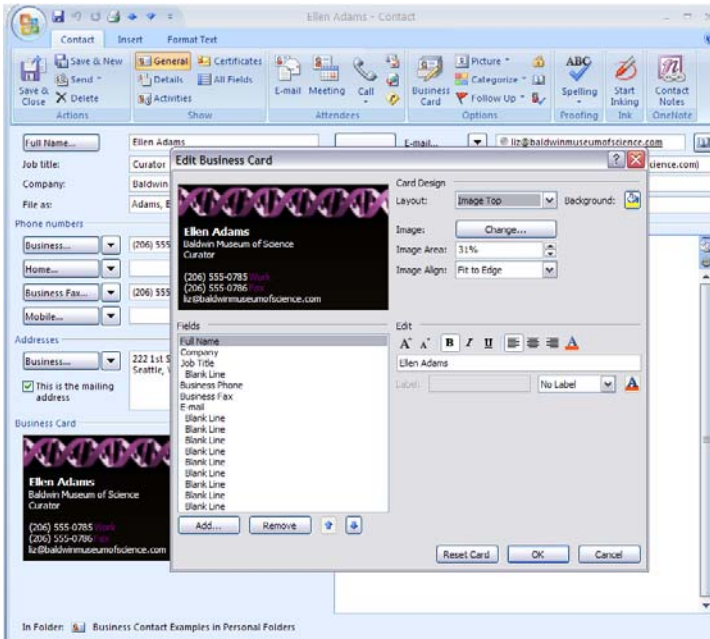 Ellen Adams - Contact
Contact Insert Format Text
Save & Close
Save & New
Send
Delete
Actions
General
Details
Activities
Certificates
All Fields
Show
E-mail
Meeting
Call
Attendees
Business Card
Picture
Categorize
Follow Up
Options
ABC
Spelling
Proofing
Start Inking
Ink
Contact Notes
OneNote
Full Name... Ellen Adams E-mail... liz@baldwinmuseumofscience.com
Job title: Curator cience.com)
Company: Baldwin
File as: Adams, E
Phone numbers
Business... (206) 555
Home...
Business Fax... (206) 555
Mobile...
Addresses
Business... 222 1st S
Seattle,
This is the mailing
address
Business Card
Ellen Adams
Baldwin Museum of Science
Curator
(206) 555-0785 Work
(206) 555-0786 Fax
liz@baldwinmuseumofscience.com
In Folder: Business Contact Examples in Personal Folders
Edit Business Card
Ellen Adams
Baldwin Museum of Science
Curator
(206) 555-0785 Work
(206) 555-0786 Fax
liz@baldwinmuseumofscience.com
Card Design
Layout: Image Top Background:
Image: Change...
Image Area: 31%
Image Align: Fit to Edge
Fields
Full Name
Company
Job Title
Blank Line
Business Phone
Business Fax
E-mail
Blank Line
Blank Line
Blank Line
Blank Line
Blank Line
Blank Line
Blank Line
Blank Line
Add... Remove
Edit
A A B I U A
Ellen Adams
Label: No Label A
Reset Card OK Cancel